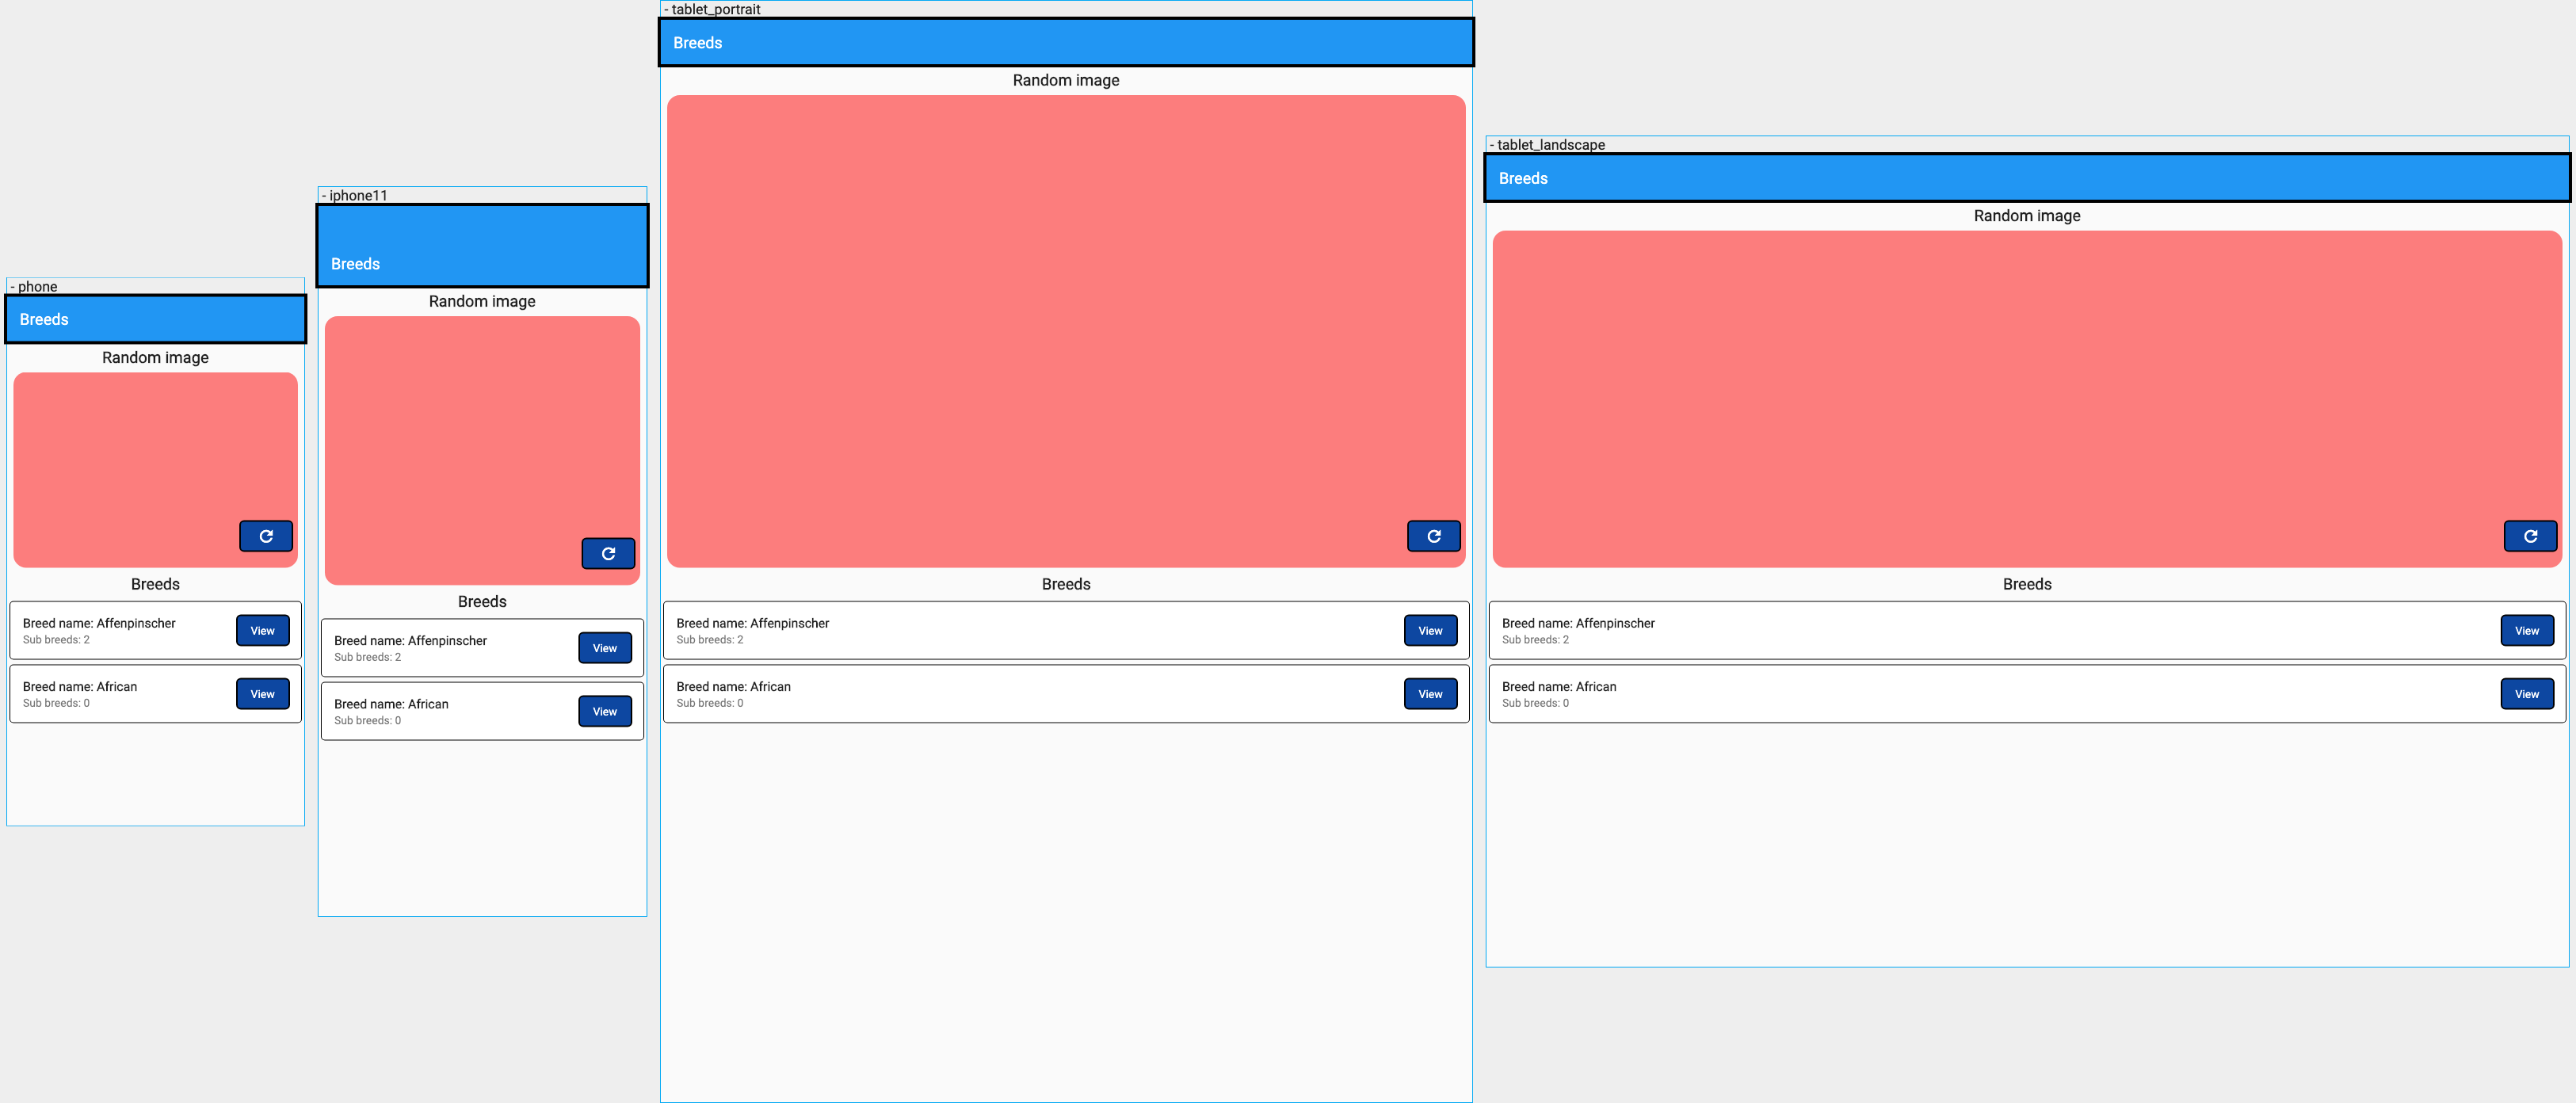 - phone
Breeds
Random image
Breeds
Breed name: Affenpinscher
Sub breeds: 2
View
Breed name: African
Sub breeds: 0
View
- iphone11
Breeds
Random image
Breeds
Breed name: Affenpinscher
Sub breeds: 2
View
Breed name: African
Sub breeds: 0
View
- tablet_portrait
Breeds
Random image
Breeds
Breed name: Affenpinscher
Sub breeds: 2
View
Breed name: African
Sub breeds: 0
View
- tablet_landscape
Breeds
Random image
Breeds
Breed name: Affenpinscher
Sub breeds: 2
View
Breed name: African
Sub breeds: 0
View